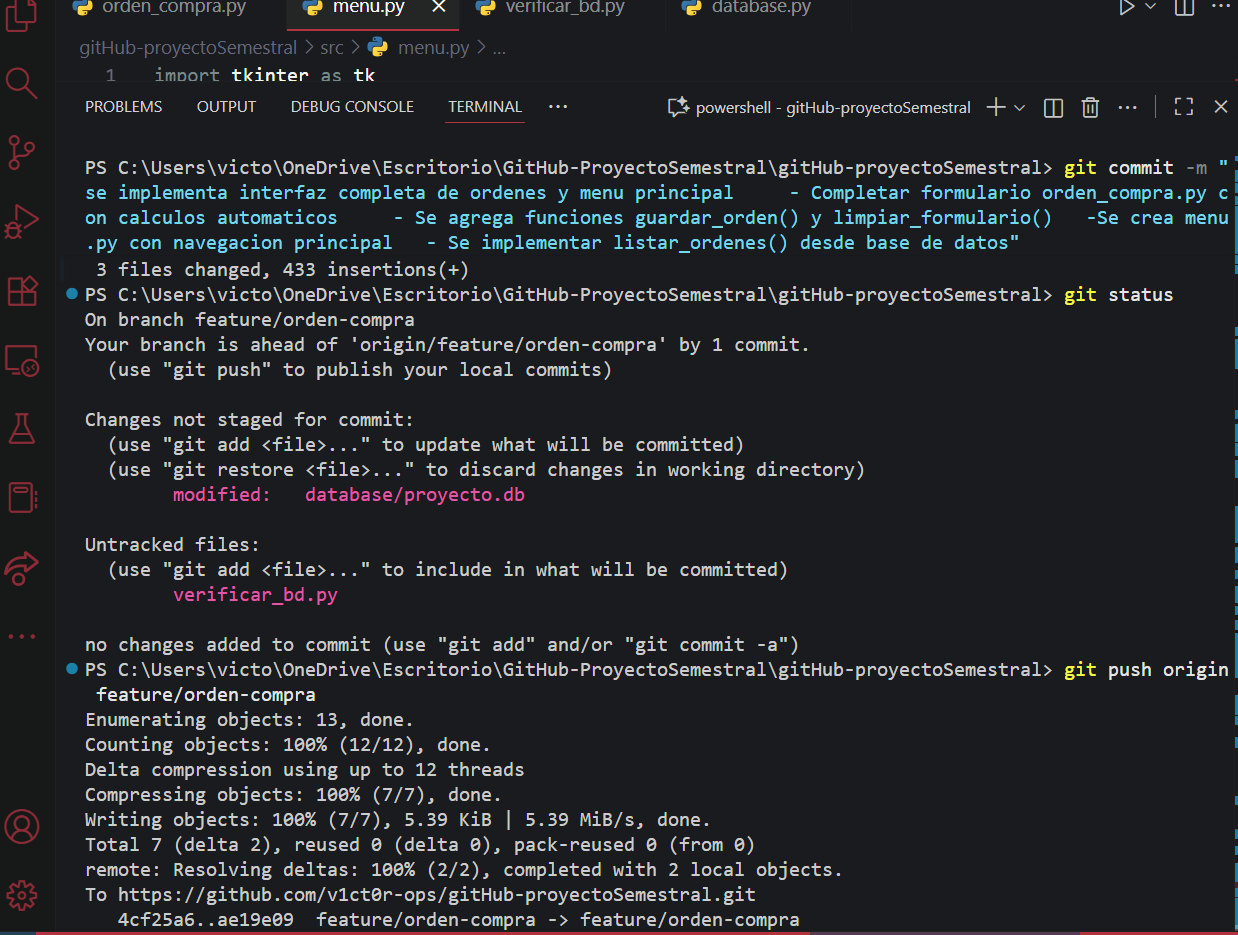 orden_compra.py menu.py × verificar_bd.py database.py ...
gitHub-proyectoSemestral > src > menu.py > ...
1 import tkinter as tk
PROBLEMS OUTPUT DEBUG CONSOLE TERMINAL ... powershell - gitHub-proyectoSemestral
PS C:\Users\victo\OneDrive\Escritorio\GitHub-ProyectoSemestral\gitHub-proyectoSemestral> git commit -m "
se implementa interfaz completa de ordenes y menu principal     - Completar formulario orden_compra.py c
on calculos automaticos     - Se agrega funciones guardar_orden() y limpiar_formulario()   -Se crea menu
.py con navegacion principal   - Se implementar listar_ordenes() desde base de datos"
 3 files changed, 433 insertions(+)
PS C:\Users\victo\OneDrive\Escritorio\GitHub-ProyectoSemestral\gitHub-proyectoSemestral> git status
On branch feature/orden-compra
Your branch is ahead of 'origin/feature/orden-compra' by 1 commit.
  (use "git push" to publish your local commits)
Changes not staged for commit:
  (use "git add <file>..." to update what will be committed)
  (use "git restore <file>..." to discard changes in working directory)
        modified:   database/proyecto.db
Untracked files:
  (use "git add <file>..." to include in what will be committed)
        verificar_bd.py
no changes added to commit (use "git add" and/or "git commit -a")
PS C:\Users\victo\OneDrive\Escritorio\GitHub-ProyectoSemestral\gitHub-proyectoSemestral> git push origin
 feature/orden-compra
Enumerating objects: 13, done.
Counting objects: 100% (12/12), done.
Delta compression using up to 12 threads
Compressing objects: 100% (7/7), done.
Writing objects: 100% (7/7), 5.39 KiB | 5.39 MiB/s, done.
Total 7 (delta 2), reused 0 (delta 0), pack-reused 0 (from 0)
remote: Resolving deltas: 100% (2/2), completed with 2 local objects.
To https://github.com/v1ct0r-ops/gitHub-proyectoSemestral.git
   4cf25a6..ae19e09  feature/orden-compra -> feature/orden-compra